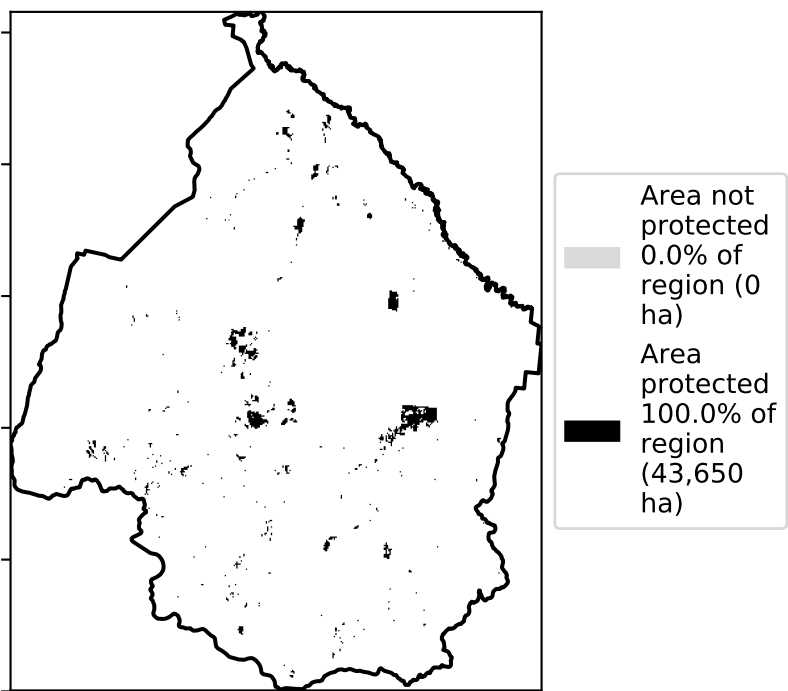 Area not
protected
0.0% of
region (0
ha)
Area
protected
100.0% of
region
(43,650
ha)